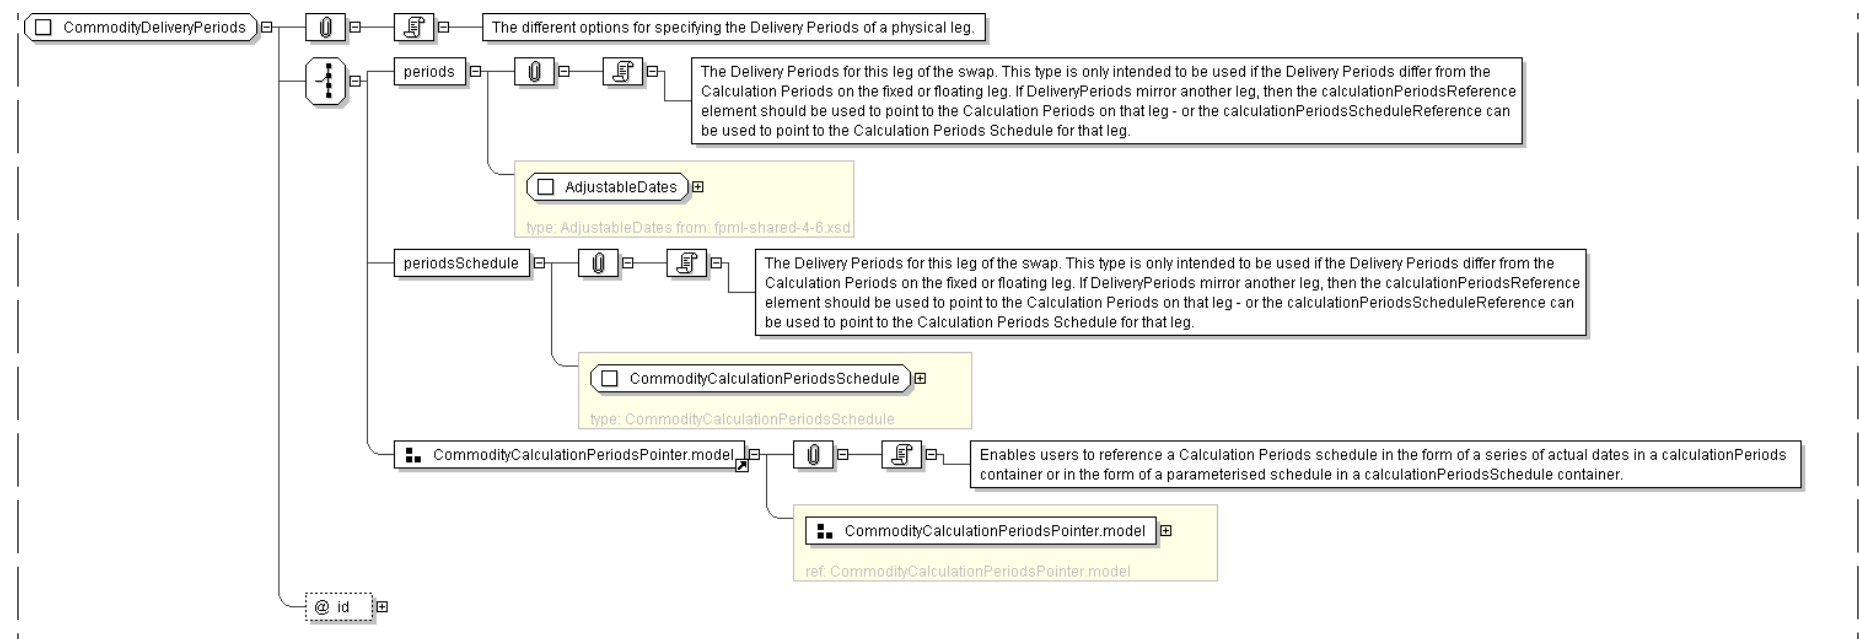 CommodityDeliveryPeriods
The different options for specifying the Delivery Periods of a physical leg.
periods
The Delivery Periods for this leg of the swap. This type is only intended to be used if the Delivery Periods differ from the
Calculation Periods on the fixed or floating leg. If DeliveryPeriods mirror another leg, then the calculationPeriodsReference
element should be used to point to the Calculation Periods on that leg - or the calculationPeriodsScheduleReference can
be used to point to the Calculation Periods Schedule for that leg.
AdjustableDates
type: AdjustableDates from: fpml-shared-4-6.xsd
periodsSchedule
The Delivery Periods for this leg of the swap. This type is only intended to be used if the Delivery Periods differ from the
Calculation Periods on the fixed or floating leg. If DeliveryPeriods mirror another leg, then the calculationPeriodsReference
element should be used to point to the Calculation Periods on that leg - or the calculationPeriodsScheduleReference can
be used to point to the Calculation Periods Schedule for that leg.
CommodityCalculationPeriodsSchedule
type: CommodityCalculationPeriodsSchedule
CommodityCalculationPeriodsPointer.model
Enables users to reference a Calculation Periods schedule in the form of a series of actual dates in a calculationPeriods
container or in the form of a parameterised schedule in a calculationPeriodsSchedule container.
CommodityCalculationPeriodsPointer.model
ref: CommodityCalculationPeriodsPointer.model
@ id